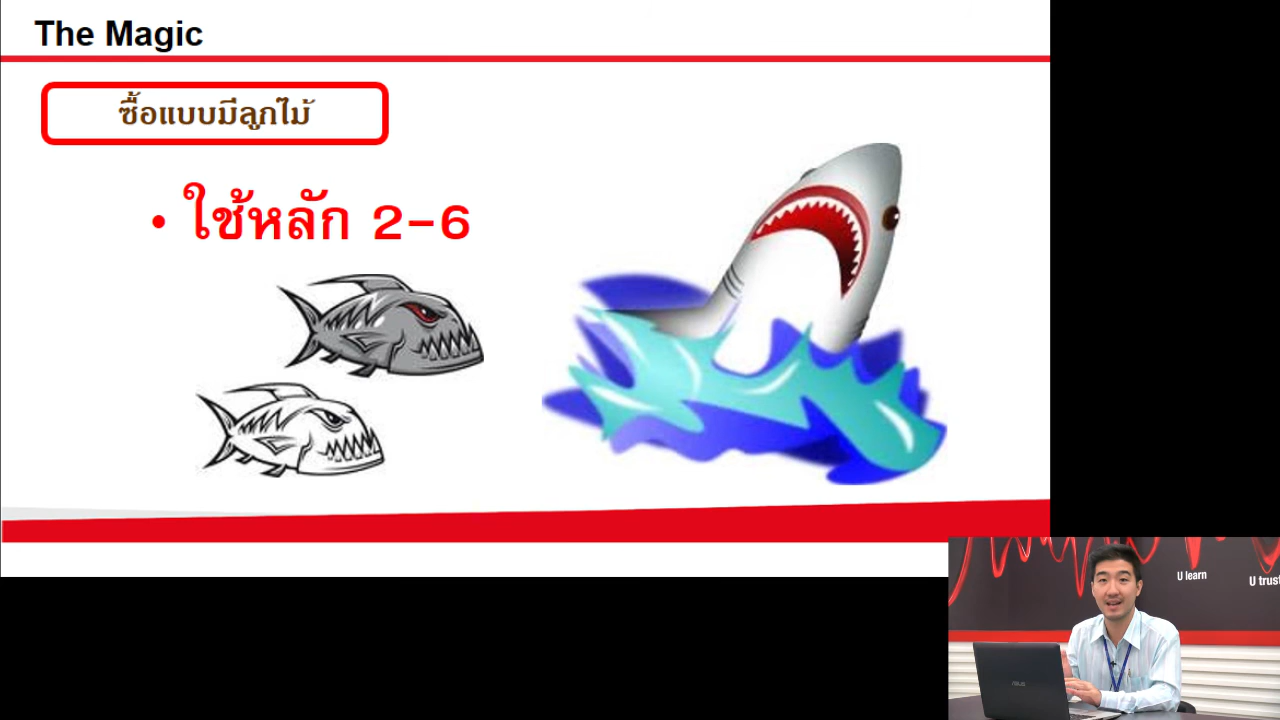 The Magic
ซื้อแบบมีลูกไม้
• ใช้หลัก 2-6
U learn
U trust
ASUS